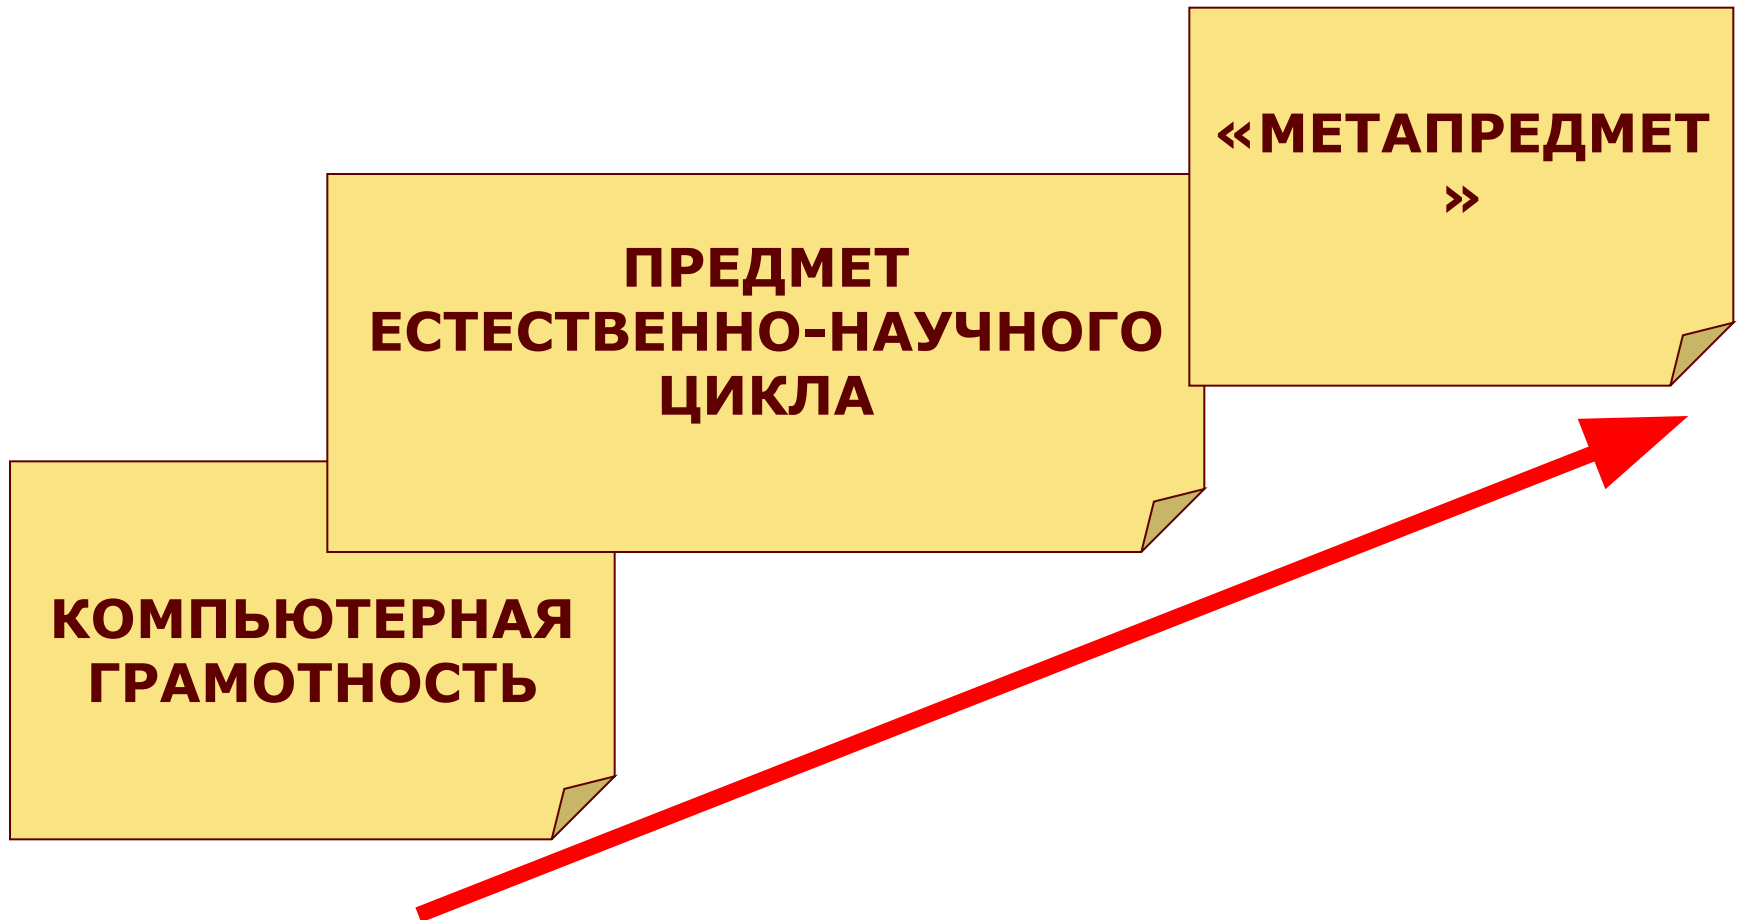 «МЕТАПРЕДМЕТ
»
ПРЕДМЕТ
ЕСТЕСТВЕННО-НАУЧНОГО
ЦИКЛА
КОМПЬЮТЕРНАЯ
ГРАМОТНОСТЬ